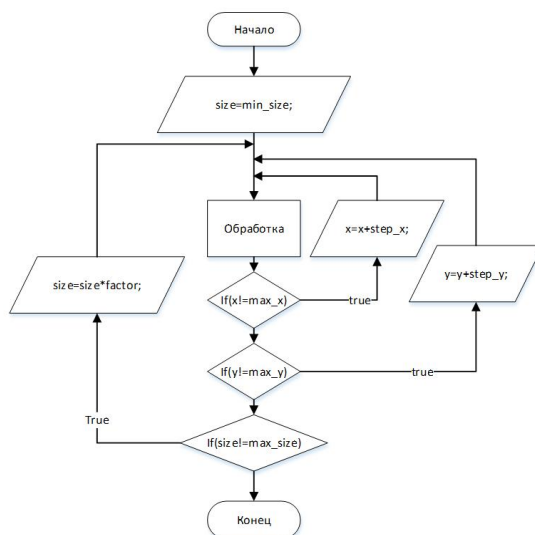 Начало
size=min_size;
Обработка
x=x+step_x;
y=y+step_y;
size=size*factor;
If(x!=max_x)
true
If(y!=max_y)
true
True
If(size!=max_size)
Конец